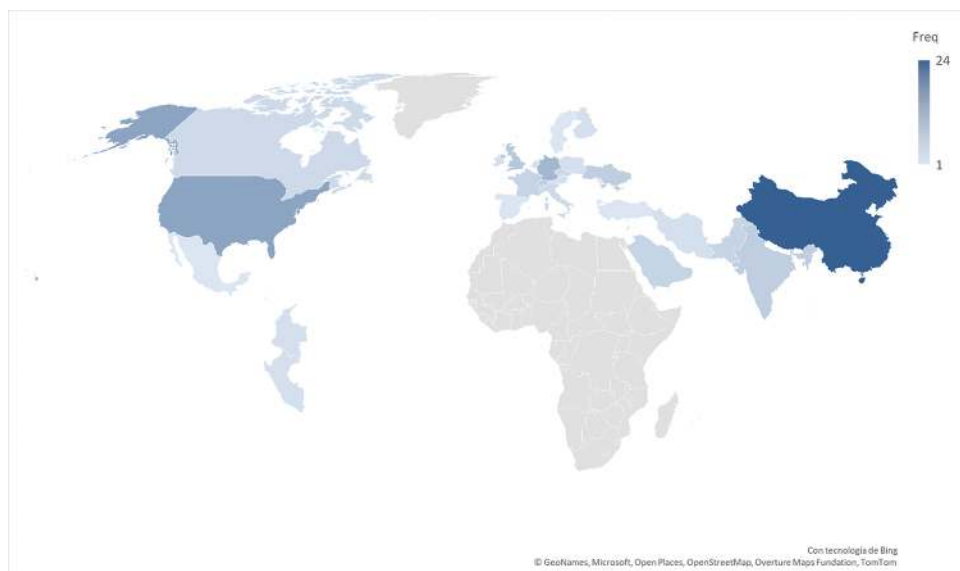 Freq
24
1
Con tecnología de Bing
© GeoNames, Microsoft, Open Places, OpenStreetMap, Overture Maps Fundation, TomTom